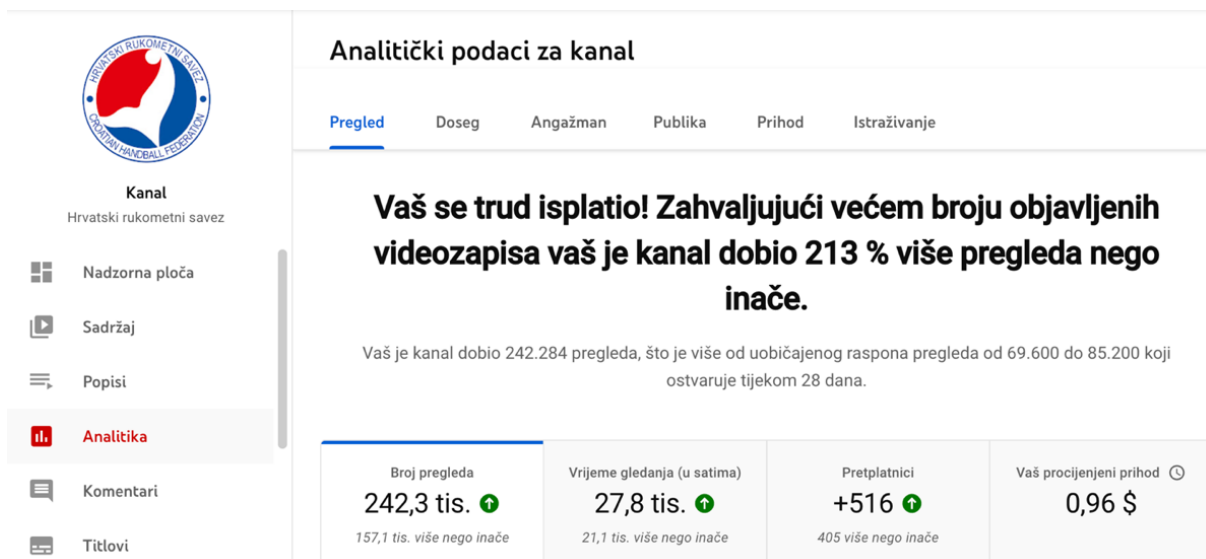 HRVATSKI RUKOMETNI SAVEZ
CROATIAN HANDBALL FEDERATION
Kanal
Hrvatski rukometni savez
Nadzorna ploča
Sadržaj
Popisi
Analitika
Komentari
Titlovi
Analitički podaci za kanal
Pregled Doseg Angažman Publika Prihod Istraživanje
Vaš se trud isplatio! Zahvaljujući većem broju objavljenih
videozapisa vaš je kanal dobio 213 % više pregleda nego
inače.
Vaš je kanal dobio 242.284 pregleda, što je više od uobičajenog raspona pregleda od 69.600 do 85.200 koji
ostvaruje tijekom 28 dana.
Broj pregleda
242,3 tis.
157,1 tis. više nego inače
Vrijeme gledanja (u satima)
27,8 tis.
21,1 tis. više nego inače
Pretplatnici
+516
405 više nego inače
Vaš procijenjeni prihod
0,96 $